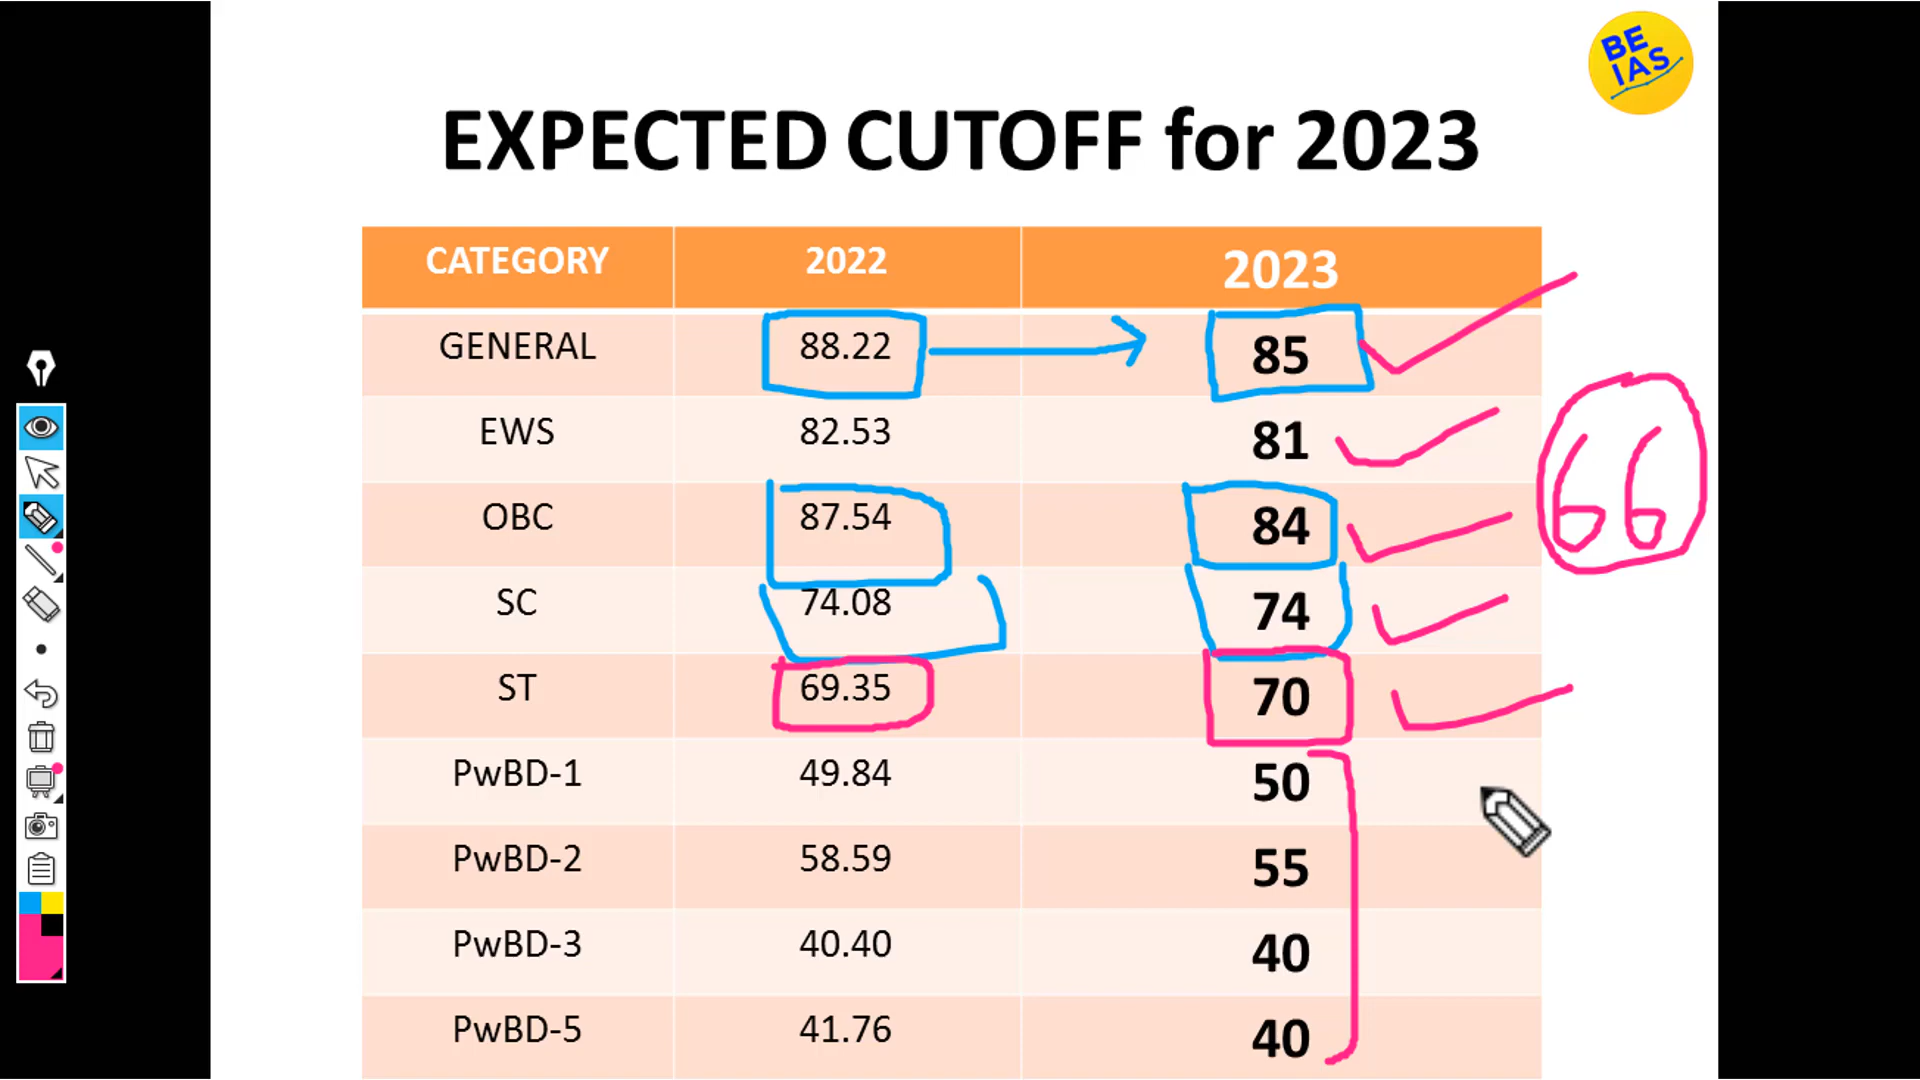 BE
IAS
EXPECTED CUTOFF for 2023
CATEGORY 2022 2023
GENERAL 88.22 85
EWS 82.53 81
OBC 87.54 84
66
SC 74.08 74
ST 69.35 70
PwBD-1 49.84 50
PwBD-2 58.59 55
PwBD-3 40.40 40
PwBD-5 41.76 40